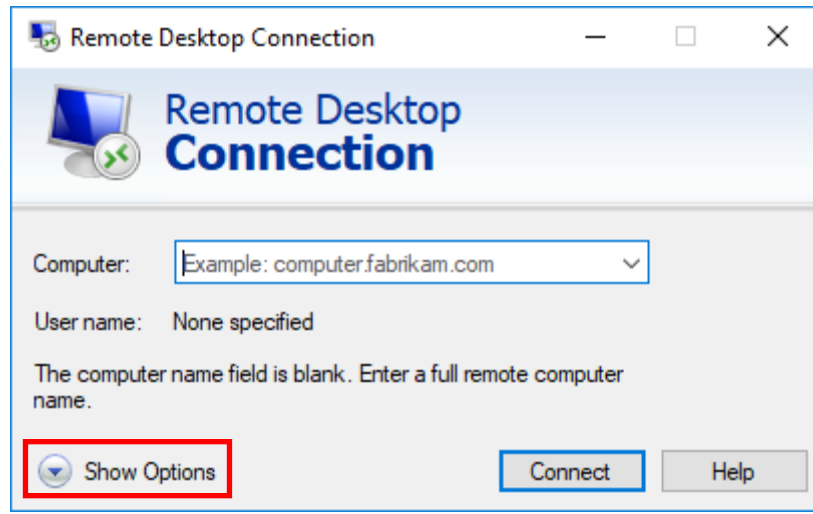 Remote Desktop Connection
Remote Desktop
Connection
Computer:
Example: computer.fabrikam.com
User name:
None specified
The computer name field is blank. Enter a full remote computer
name.
Show Options
Connect
Help